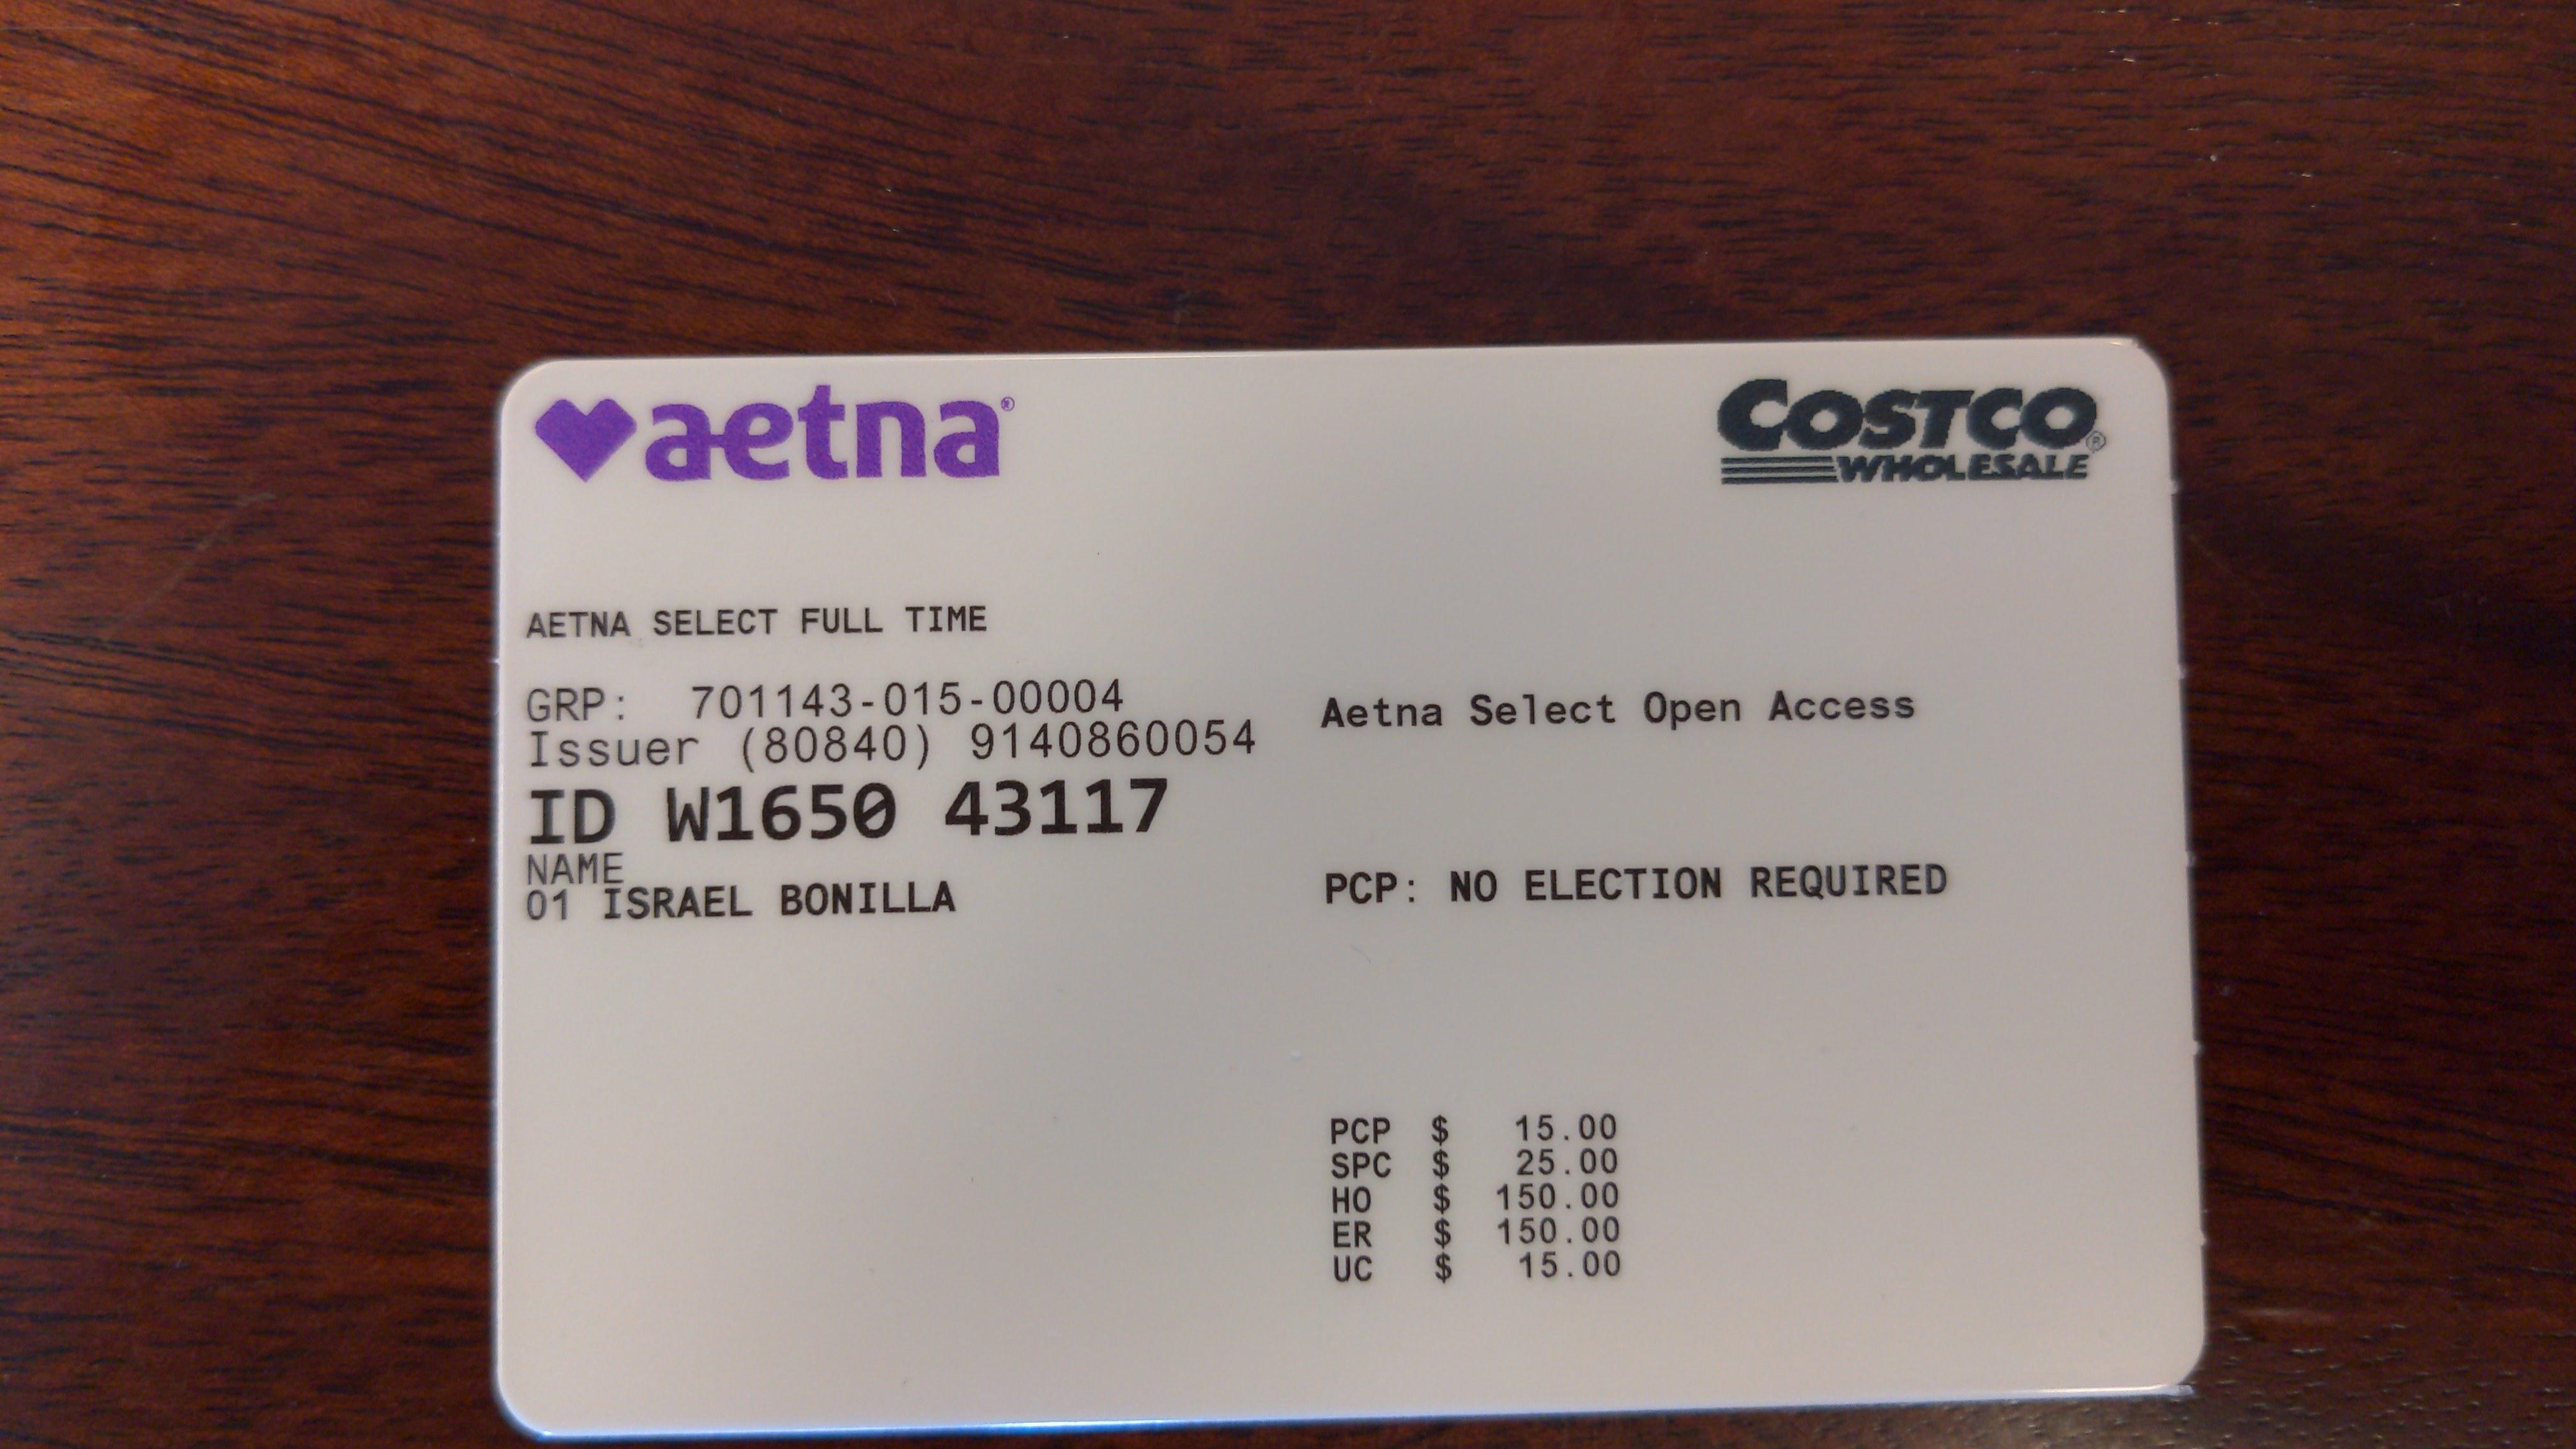 aetna®
COSTCO®
WHOLESALE
AETNA SELECT FULL TIME
GRP: 701143-015-00004
Issuer (80840) 9140860054
ID W1650 43117
NAME
01 ISRAEL BONILLA
Aetna Select Open Access
PCP: NO ELECTION REQUIRED
PCP $ 15.00
SPC $ 25.00
HO $ 150.00
ER $ 150.00
UC $ 15.00